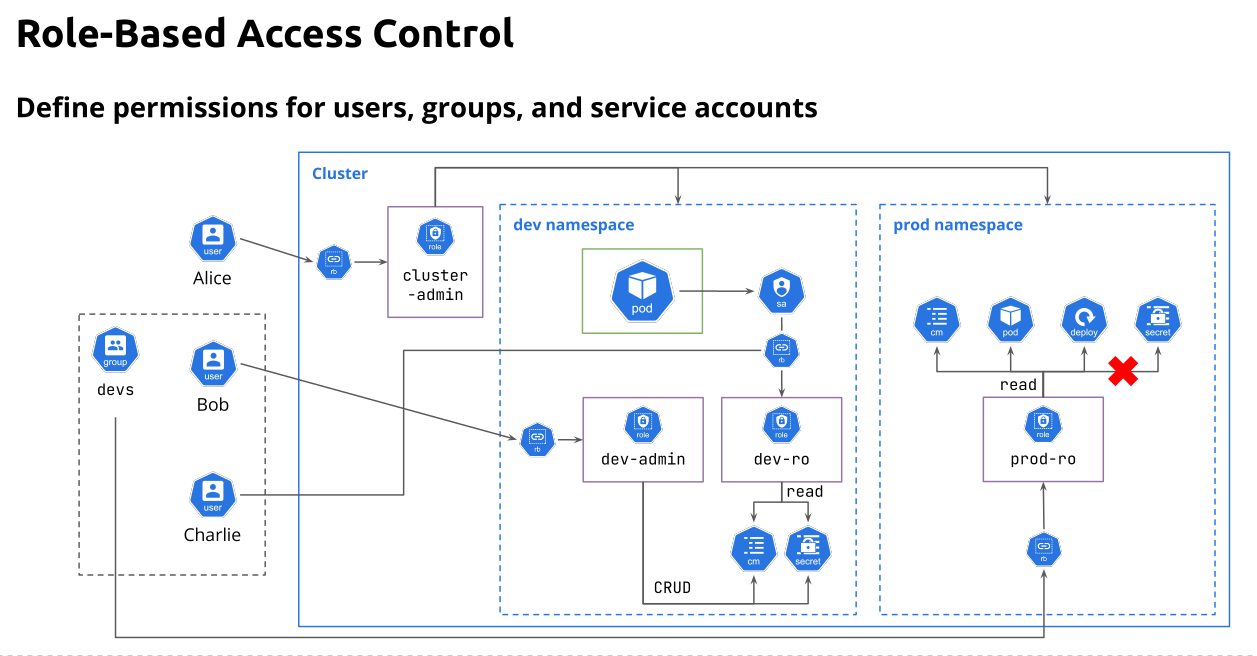 Role-Based Access Control
Define permissions for users, groups, and service accounts
Cluster
user
Alice
rb
role
cluster
-admin
dev namespace
pod
sa
rb
prod namespace
cm
pod
deploy
secret
read
role
prod-ro
rb
group
devs
user
Bob
user
Charlie
rb
role
dev-admin
role
dev-ro
read
cm
secret
CRUD